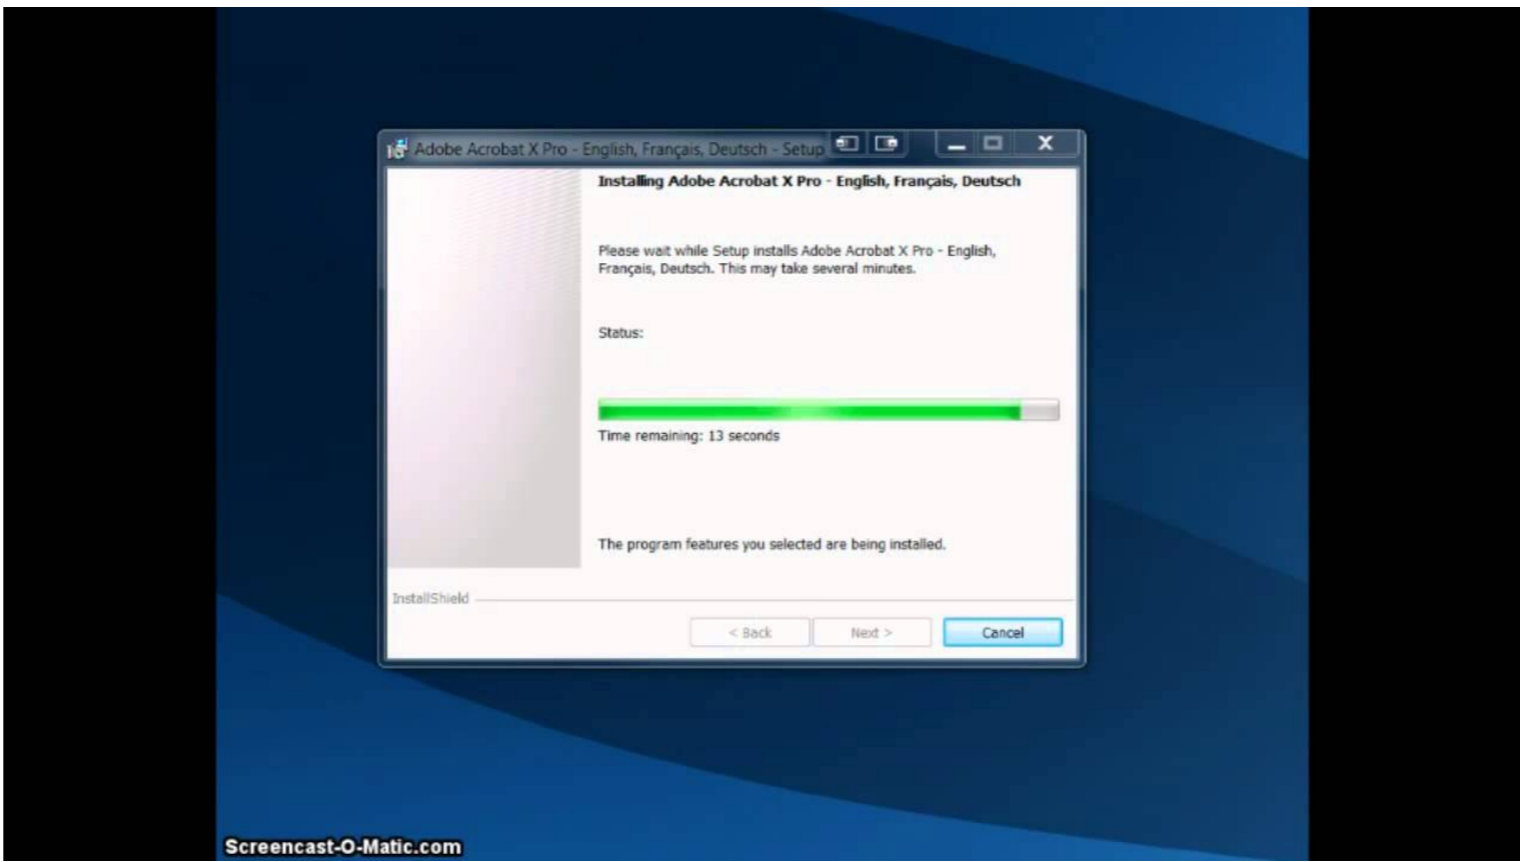 Adobe Acrobat X Pro - English, Français, Deutsch - Setup
Installing Adobe Acrobat X Pro - English, Français, Deutsch
Please wait while Setup installs Adobe Acrobat X Pro - English,
Français, Deutsch. This may take several minutes.
Status:
Time remaining: 13 seconds
The program features you selected are being installed.
InstallShield
< Back
Next >
Cancel
Screencast-O-Matic.com